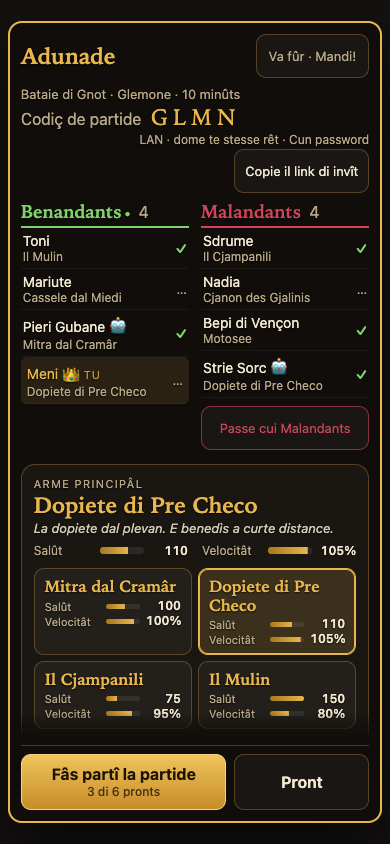 Adunade
Va fûr · Mandi!
Bataie di Gnot · Glemone · 10 minûts
Codiç de partide GLMN
LAN · dome te stesse rêt · Cun password
Copie il link di invît
Benandants • 4
Toni
Il Mulin
Mariute
Cassele dal Miedi
...
Pieri Gubane
Mitra dal Cramâr
Meni TU
Dopiete di Pre Checo
...
Malandants 4
Sdrume
Il Cjampanili
Nadia
Cjanon des Gjalinis
...
Bepi di Vençon
Motosee
Strie Sorc
Dopiete di Pre Checo
Passe cui Malandants
ARME PRINCIPÂL
Dopiete di Pre Checo
La dopiete dal plevan. E benedìs a curte distance.
Salût 110 Velocitât 105%
Mitra dal Cramâr
Salût 100
Velocitât 100%
Dopiete di Pre
Checo
Salût 110
Velocitât 105%
Il Cjampanili
Salût 75
Velocitât 95%
Il Mulin
Salût 150
Velocitât 80%
Fâs partî la partide
3 di 6 pronts
Pront